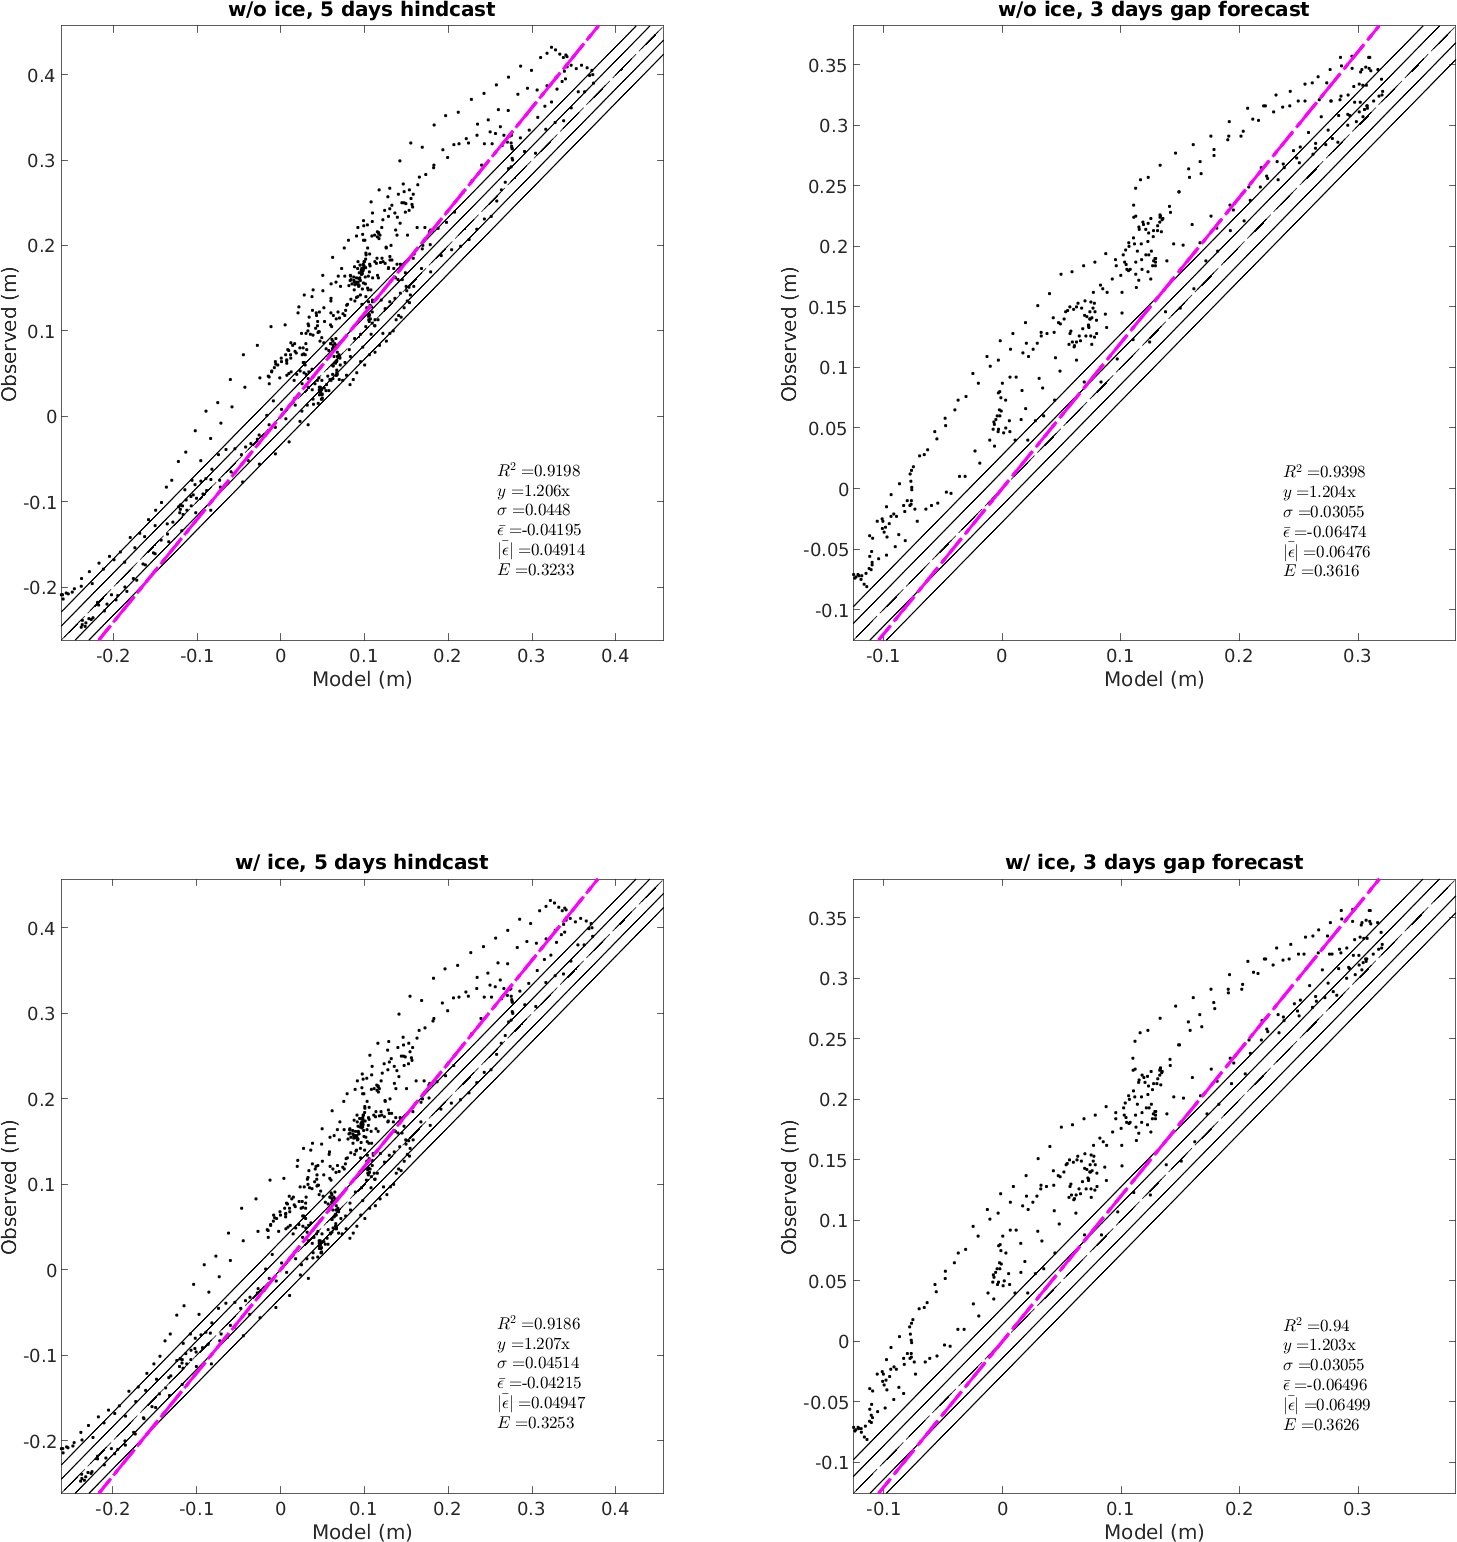 w/o ice, 5 days hindcast
0.4
0.3
0.2
0.1
0
-0.1
-0.2
Observed (m)
R² =0.9198
y =1.206x
σ =0.0448
ε̄ =-0.04195
|ε̄| =0.04914
E =0.3233
-0.2 -0.1 0 0.1 0.2 0.3 0.4
Model (m)
w/o ice, 3 days gap forecast
0.35
0.3
0.25
0.2
0.15
0.1
0.05
0
-0.05
-0.1
Observed (m)
R² =0.9398
y =1.204x
σ =0.03055
ε̄ =-0.06474
|ε̄| =0.06476
E =0.3616
-0.1 0 0.1 0.2 0.3
Model (m)
w/ ice, 5 days hindcast
0.4
0.3
0.2
0.1
0
-0.1
-0.2
Observed (m)
R² =0.9186
y =1.207x
σ =0.04514
ε̄ =-0.04215
|ε̄| =0.04947
E =0.3253
-0.2 -0.1 0 0.1 0.2 0.3 0.4
Model (m)
w/ ice, 3 days gap forecast
0.35
0.3
0.25
0.2
0.15
0.1
0.05
0
-0.05
-0.1
Observed (m)
R² =0.94
y =1.203x
σ =0.03055
ε̄ =-0.06496
|ε̄| =0.06499
E =0.3626
-0.1 0 0.1 0.2 0.3
Model (m)